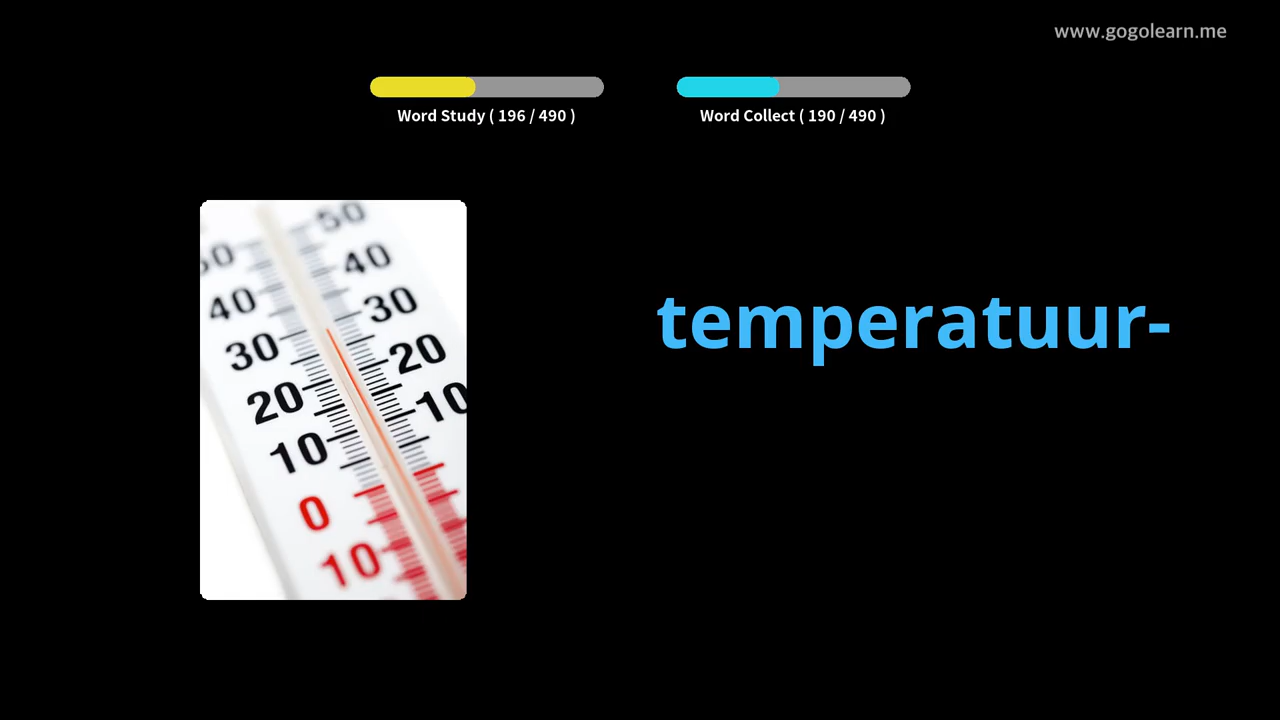 www.gogolearn.me
Word Study ( 196 / 490 )
Word Collect ( 190 / 490 )
temperatuur-
50
40 40
30 30
20 20
10 10
0
10